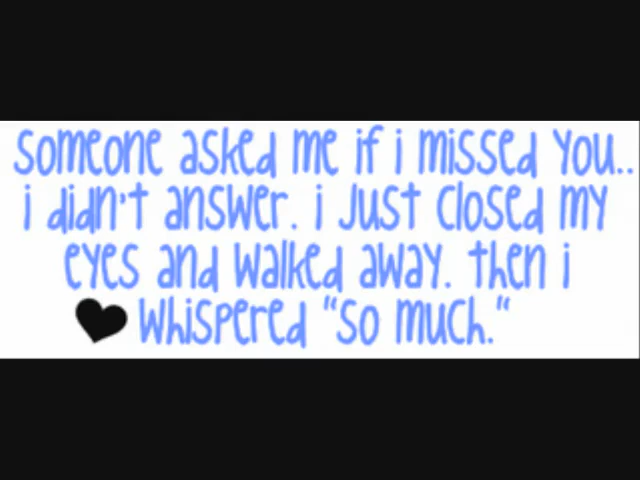 someone asked me if i missed you..
i didn't answer. i just closed my
eyes and walked away. then i
whispered "so much."